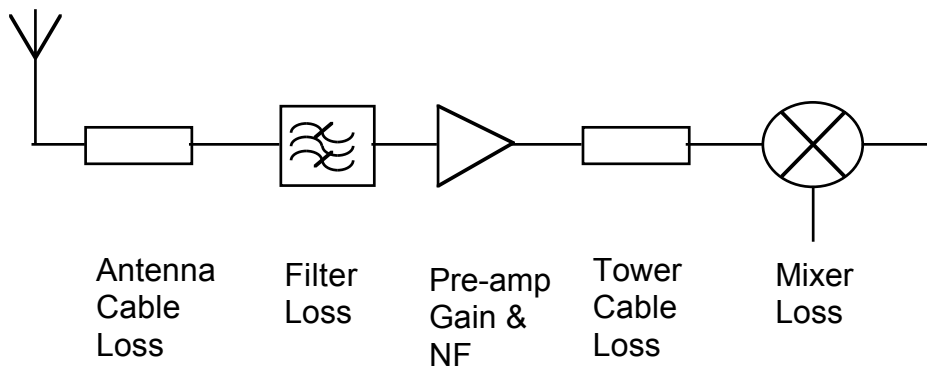 Antenna
Cable
Loss
Filter
Loss
Pre-amp
Gain &
NF
Tower
Cable
Loss
Mixer
Loss